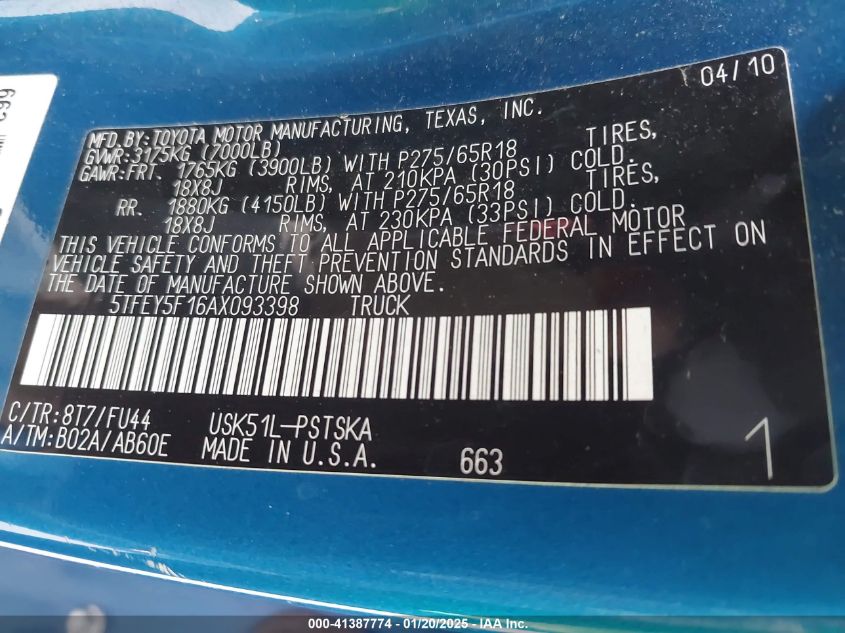 04/10
MFD.BY:TOYOTA MOTOR MANUFACTURING, TEXAS, INC.
GVWR:3175KG (7000LB)
GAWR:FRT. 1765KG (3900LB) WITH P275/65R18 TIRES,
18X8J RIMS, AT 210KPA (30PSI) COLD.
RR. 1880KG (4150LB) WITH P275/65R18 TIRES,
18X8J RIMS, AT 230KPA (33PSI) COLD.
THIS VEHICLE CONFORMS TO ALL APPLICABLE FEDERAL MOTOR
VEHICLE SAFETY AND THEFT PREVENTION STANDARDS IN EFFECT ON
THE DATE OF MANUFACTURE SHOWN ABOVE.
5TFEY5F16AX093398 TRUCK
C/TR:8T7/FU44 USK51L-PSTSKA
A/TM:B02A/AB60E MADE IN U.S.A. 663 1
000-41387774 - 01/20/2025 - IAA Inc.